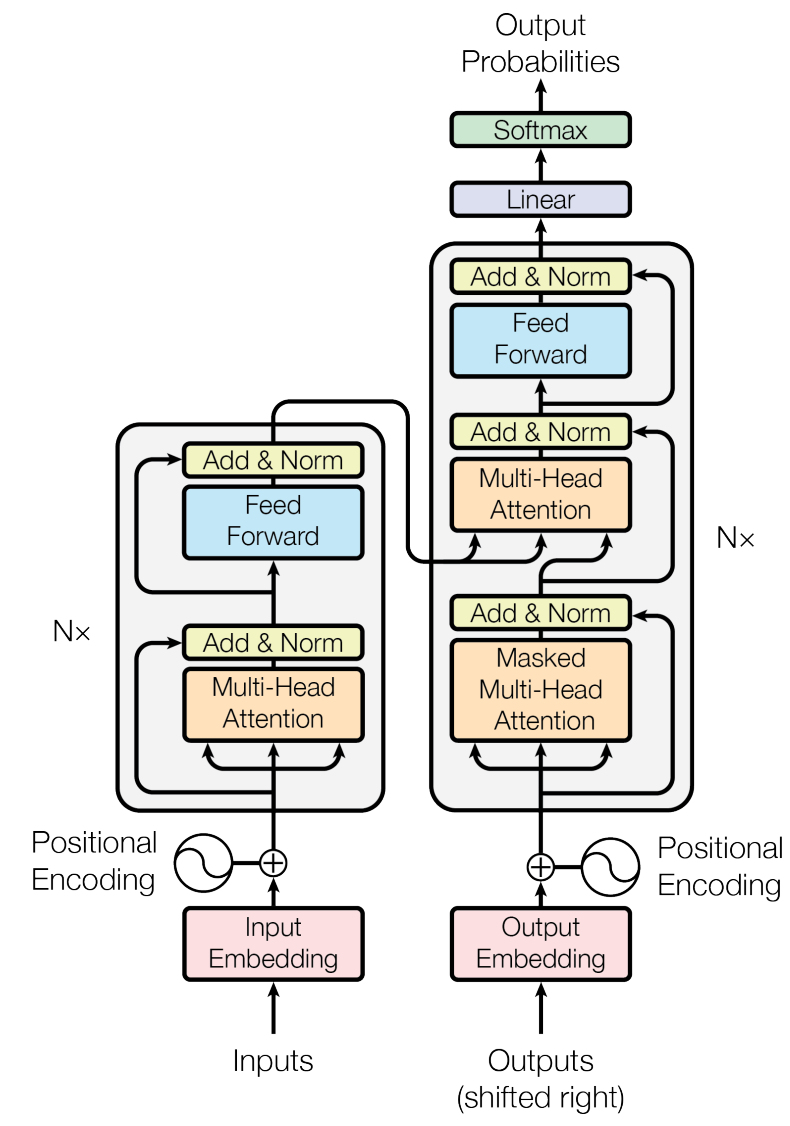 Output
Probabilities
Softmax
Linear
Add & Norm
Feed
Forward
Add & Norm
Multi-Head
Attention
Nx
Add & Norm
Masked
Multi-Head
Attention
Add & Norm
Feed
Forward
Nx
Add & Norm
Multi-Head
Attention
Positional
Encoding
Positional
Encoding
Input
Embedding
Output
Embedding
Inputs
Outputs
(shifted right)